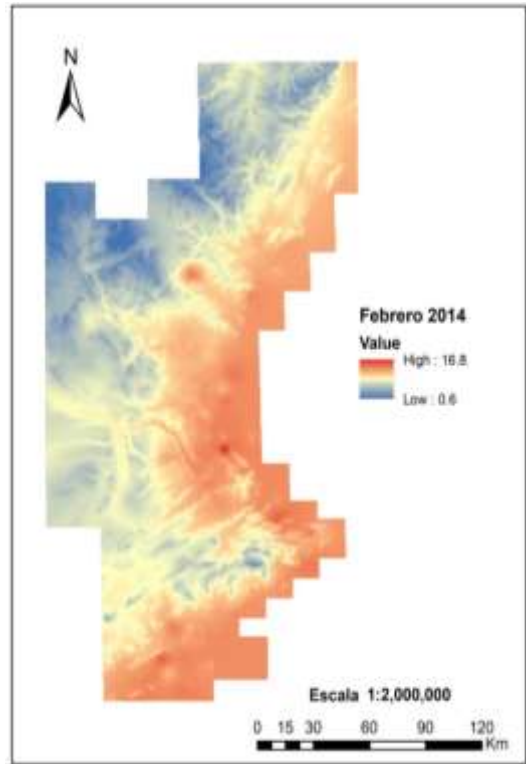 N
Febrero 2014
Value
High : 16.8
Low : 0.6
Escala 1:2,000,000
0 15 30 60 90 120
Km